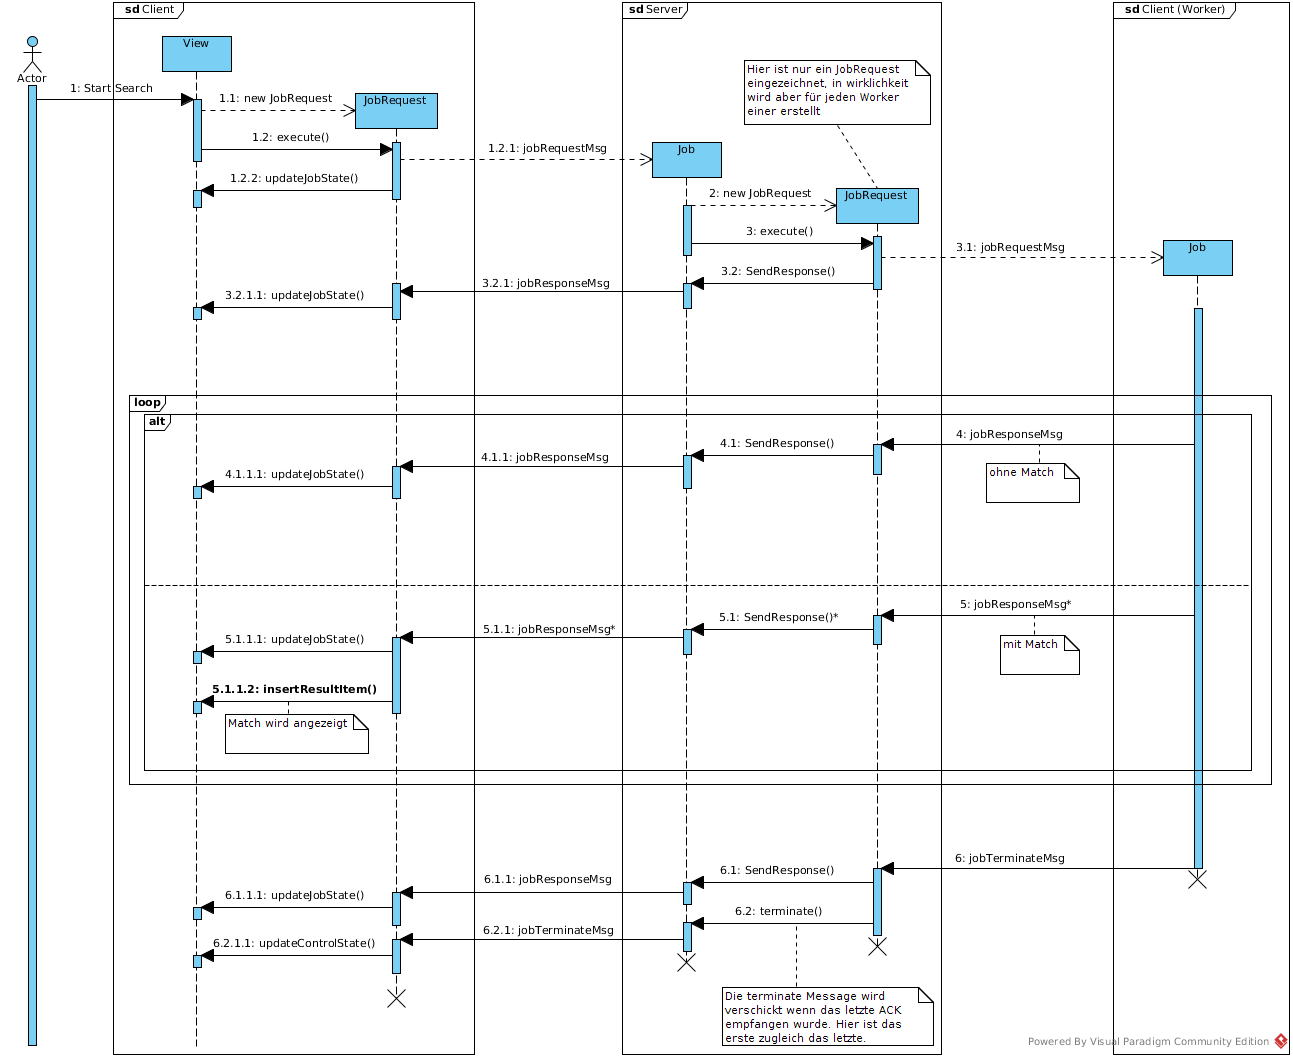 sd Client
sd Server
sd Client (Worker)
View
Actor
1: Start Search
1.1: new JobRequest
JobRequest
Hier ist nur ein JobRequest
eingezeichnet, in wirklichkeit
wird aber für jeden Worker
einer erstellt
1.2: execute()
1.2.1: jobRequestMsg
Job
1.2.2: updateJobState()
2: new JobRequest
JobRequest
3: execute()
3.1: jobRequestMsg
Job
3.2: SendResponse()
3.2.1: jobResponseMsg
3.2.1.1: updateJobState()
loop
alt
4: jobResponseMsg
4.1: SendResponse()
4.1.1: jobResponseMsg
4.1.1.1: updateJobState()
ohne Match
5: jobResponseMsg*
5.1: SendResponse()*
5.1.1: jobResponseMsg*
5.1.1.1: updateJobState()
mit Match
5.1.1.2: insertResultItem()
Match wird angezeigt
6: jobTerminateMsg
6.1: SendResponse()
6.1.1: jobResponseMsg
6.1.1.1: updateJobState()
6.2: terminate()
6.2.1: jobTerminateMsg
6.2.1.1: updateControlState()
Die terminate Message wird
verschickt wenn das letzte ACK
empfangen wurde. Hier ist das
erste zugleich das letzte.
Powered By Visual Paradigm Community Edition